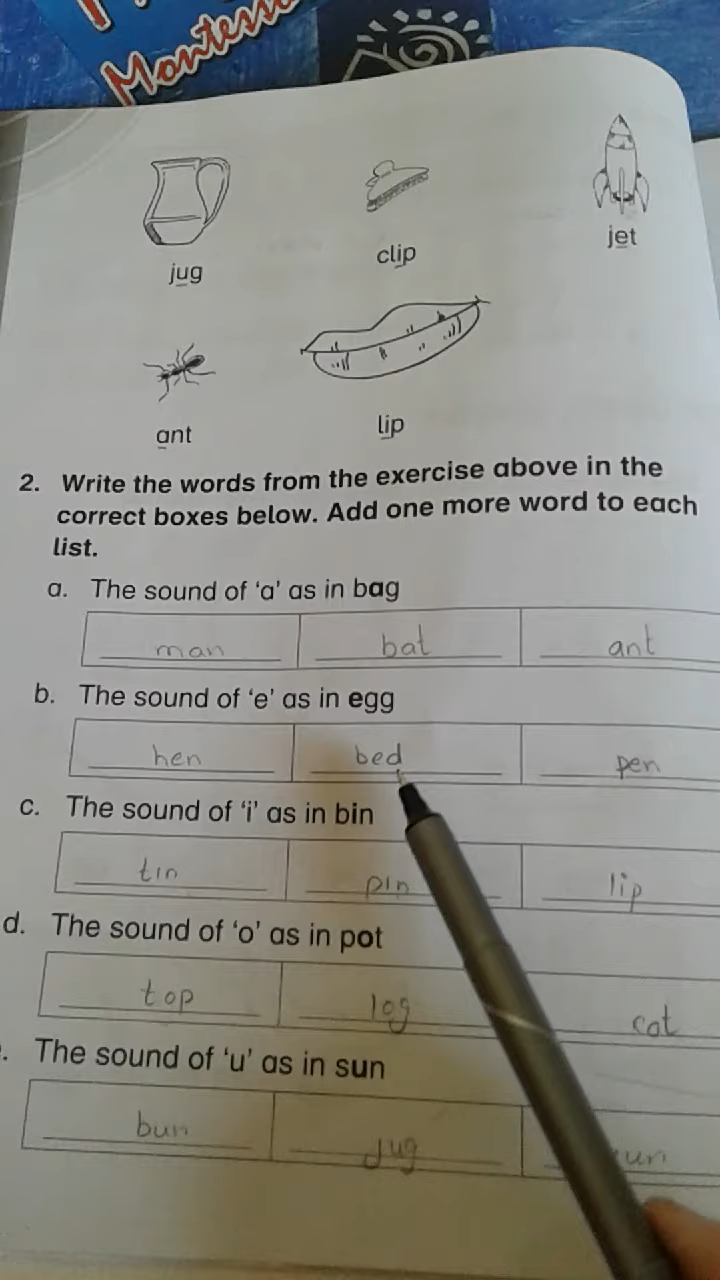 Montess
jug
clip
jet
ant
lip
2. Write the words from the exercise above in the
correct boxes below. Add one more word to each
list.
a. The sound of ‘a’ as in bag
man bat ant
b. The sound of ‘e’ as in egg
hen bed pen
c. The sound of ‘i’ as in bin
tin pin lip
d. The sound of ‘o’ as in pot
top log cot
. The sound of ‘u’ as in sun
bun jug un